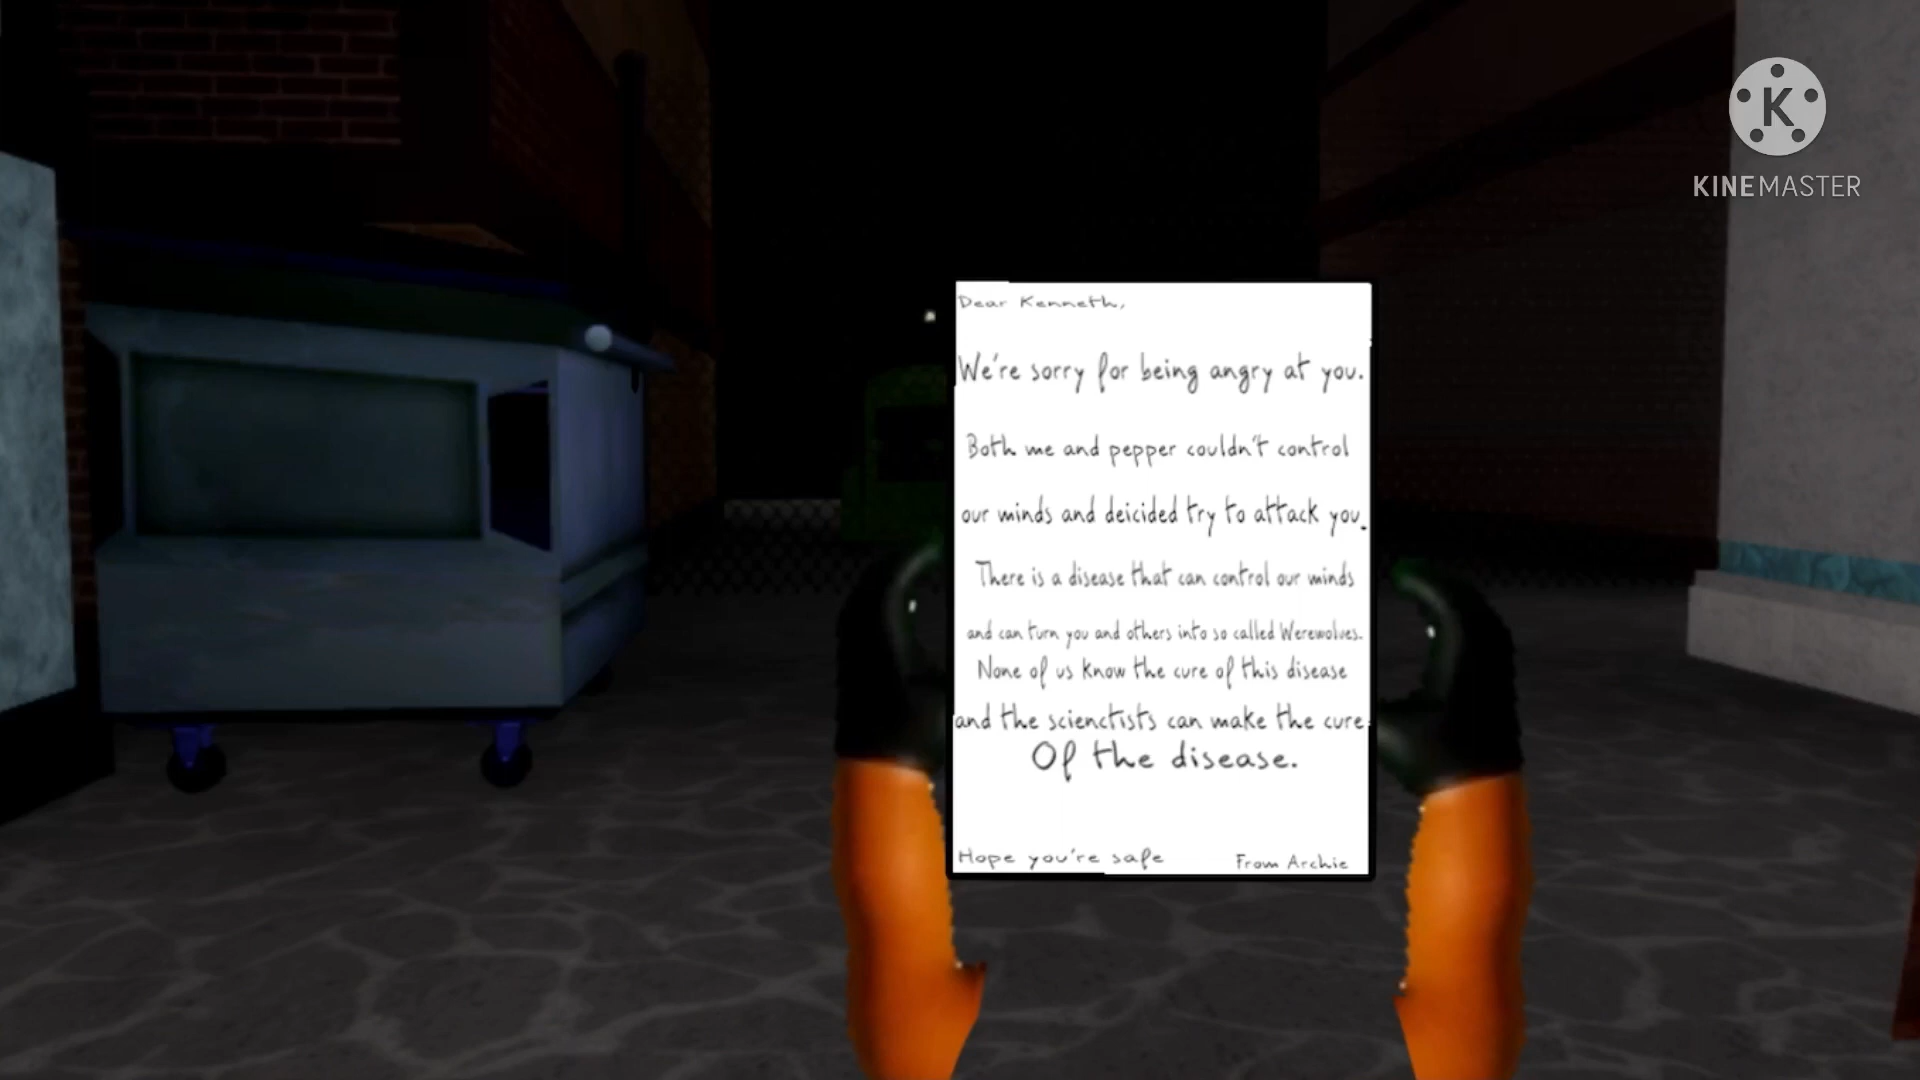 K
KINEMASTER
Dear Kenneth,
We're sorry for being angry at you.
Both me and pepper couldn't control
our minds and deicided try to attack you.
There is a disease that can control our minds
and can turn you and others into so called Werewolves.
None of us know the cure of this disease
and the scienctists can make the cure
Of the disease.
Hope you're safe
From Archie